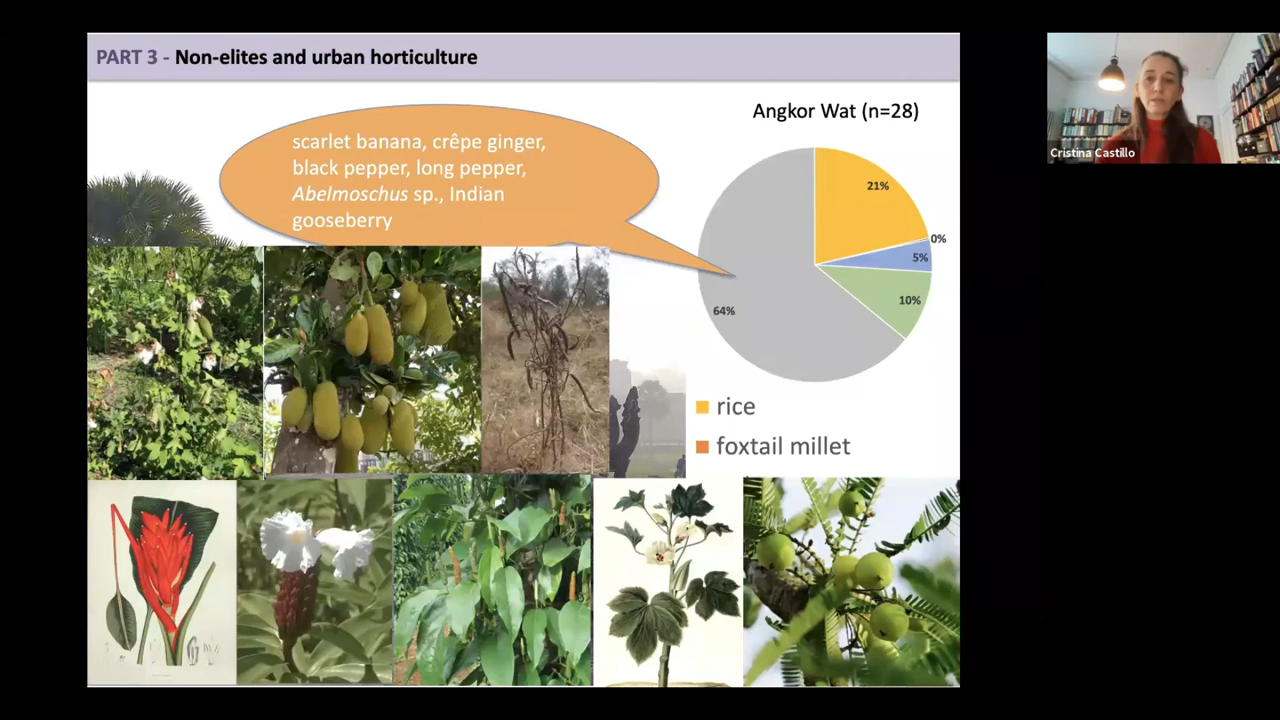 PART 3 - Non-elites and urban horticulture
scarlet banana, crêpe ginger,
black pepper, long pepper,
Abelmoschus sp., Indian
gooseberry
Angkor Wat (n=28)
21%
0%
5%
10%
64%
rice
foxtail millet
Cristina Castillo